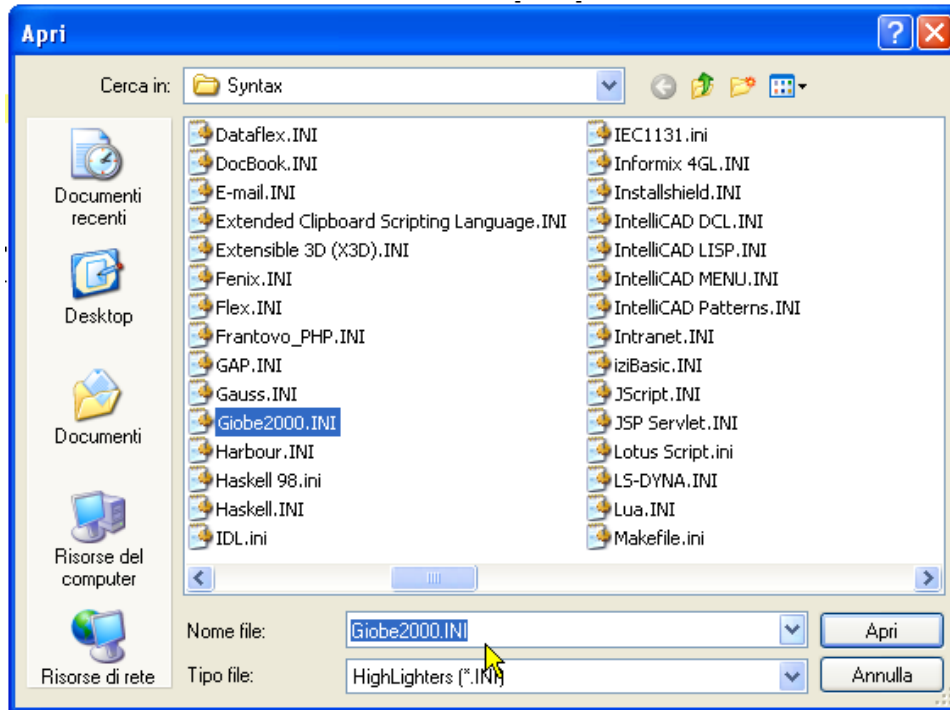 Apri
Cerca in:
Syntax
Documenti
recenti
Desktop
Documenti
Risorse del
computer
Risorse di rete
Dataflex.INI
DocBook.INI
E-mail.INI
Extended Clipboard Scripting Language.INI
Extensible 3D (X3D).INI
Fenix.INI
Flex.INI
Frantovo_PHP.INI
GAP.INI
Gauss.INI
Giobe2000.INI
Harbour.INI
Haskell 98.ini
Haskell.INI
IDL.ini
IEC1131.ini
Informix 4GL.INI
Installshield.INI
IntelliCAD DCL.INI
IntelliCAD LISP.INI
IntelliCAD MENU.INI
IntelliCAD Patterns.INI
Intranet.INI
iziBasic.INI
JScript.INI
JSP Servlet.INI
Lotus Script.ini
LS-DYNA.INI
Lua.INI
Makefile.ini
Nome file:
Giobe2000.INI
Apri
Tipo file:
HighLighters (*.INI)
Annulla